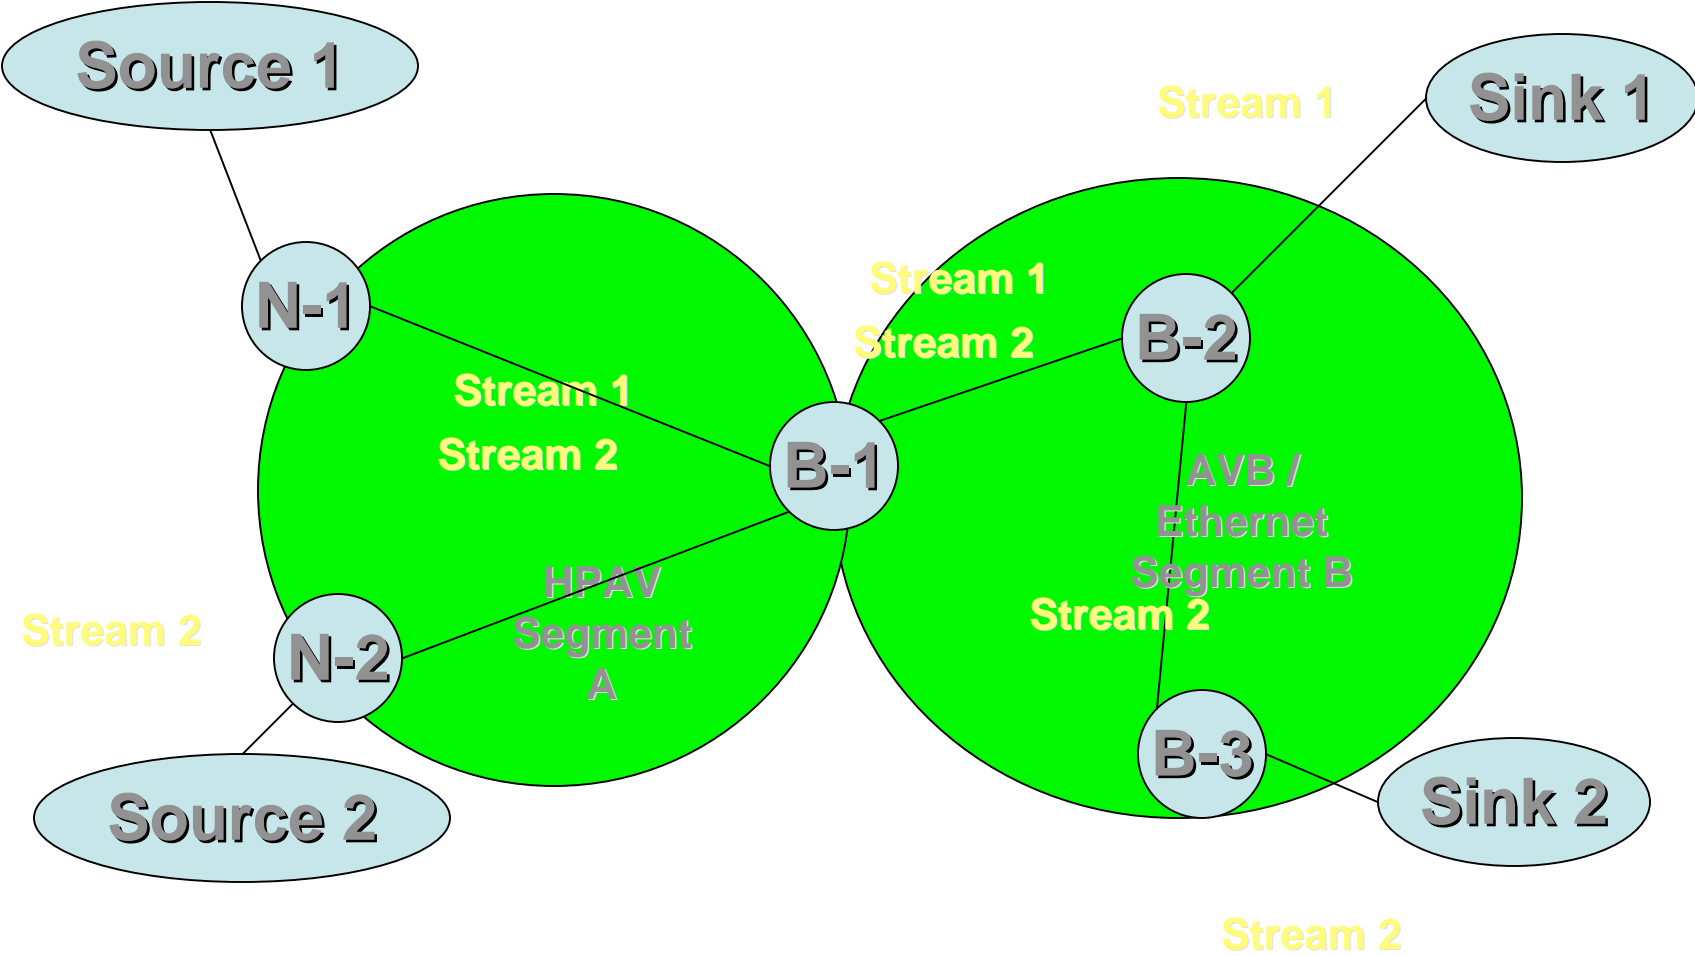 Source 1
Stream 1
Sink 1
N-1
Stream 1
Stream 2
B-2
Stream 1
Stream 2
B-1
AVB /
Ethernet
Segment B
HPAV
Segment
A
Stream 2
Stream 2
N-2
B-3
Source 2
Sink 2
Stream 2